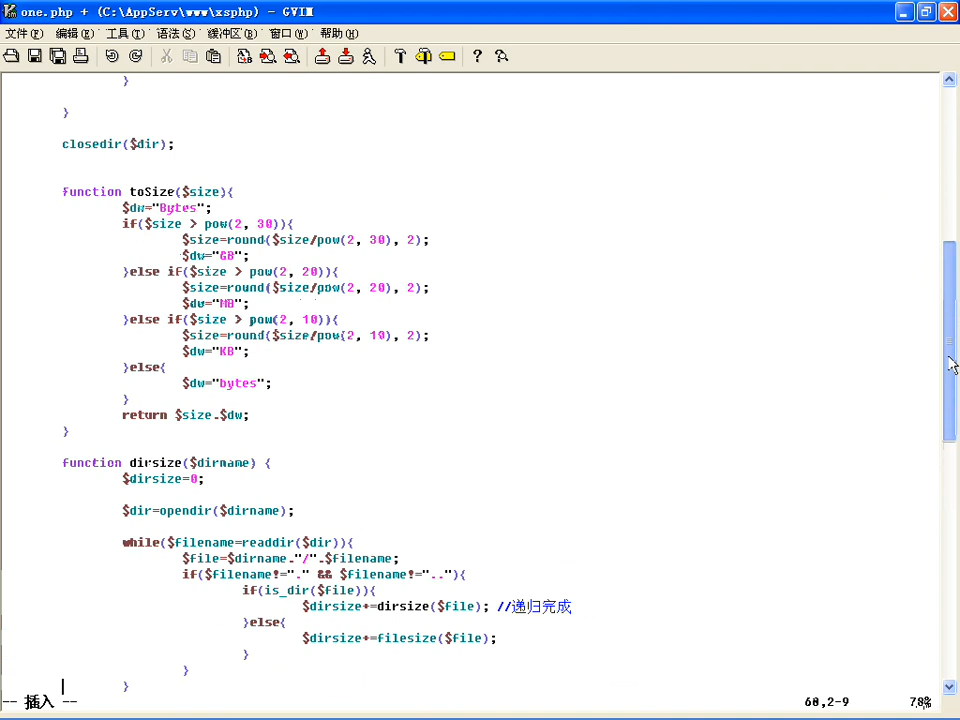 one.php + (C:\AppServ\www\xsphp) - GVIM
文件(F) 编辑(E) 工具(T) 语法(S) 缓冲区(B) 窗口(W) 帮助(H)
}
}
closedir($dir);
function toSize($size){
$dw="Bytes";
if($size > pow(2, 30)){
$size=round($size/pow(2, 30), 2);
$dw="GB";
}else if($size > pow(2, 20)){
$size=round($size/pow(2, 20), 2);
$dw="MB";
}else if($size > pow(2, 10)){
$size=round($size/pow(2, 10), 2);
$dw="KB";
}else{
$dw="bytes";
}
return $size.$dw;
}
function dirsize($dirname) {
$dirsize=0;
$dir=opendir($dirname);
while($filename=readdir($dir)){
$file=$dirname."/".$filename;
if($filename!="." && $filename!=".."){
if(is_dir($file)){
$dirsize+=dirsize($file); //递归完成
}else{
$dirsize+=filesize($file);
}
}
}
-- 插入 -- 60,2-9 78%